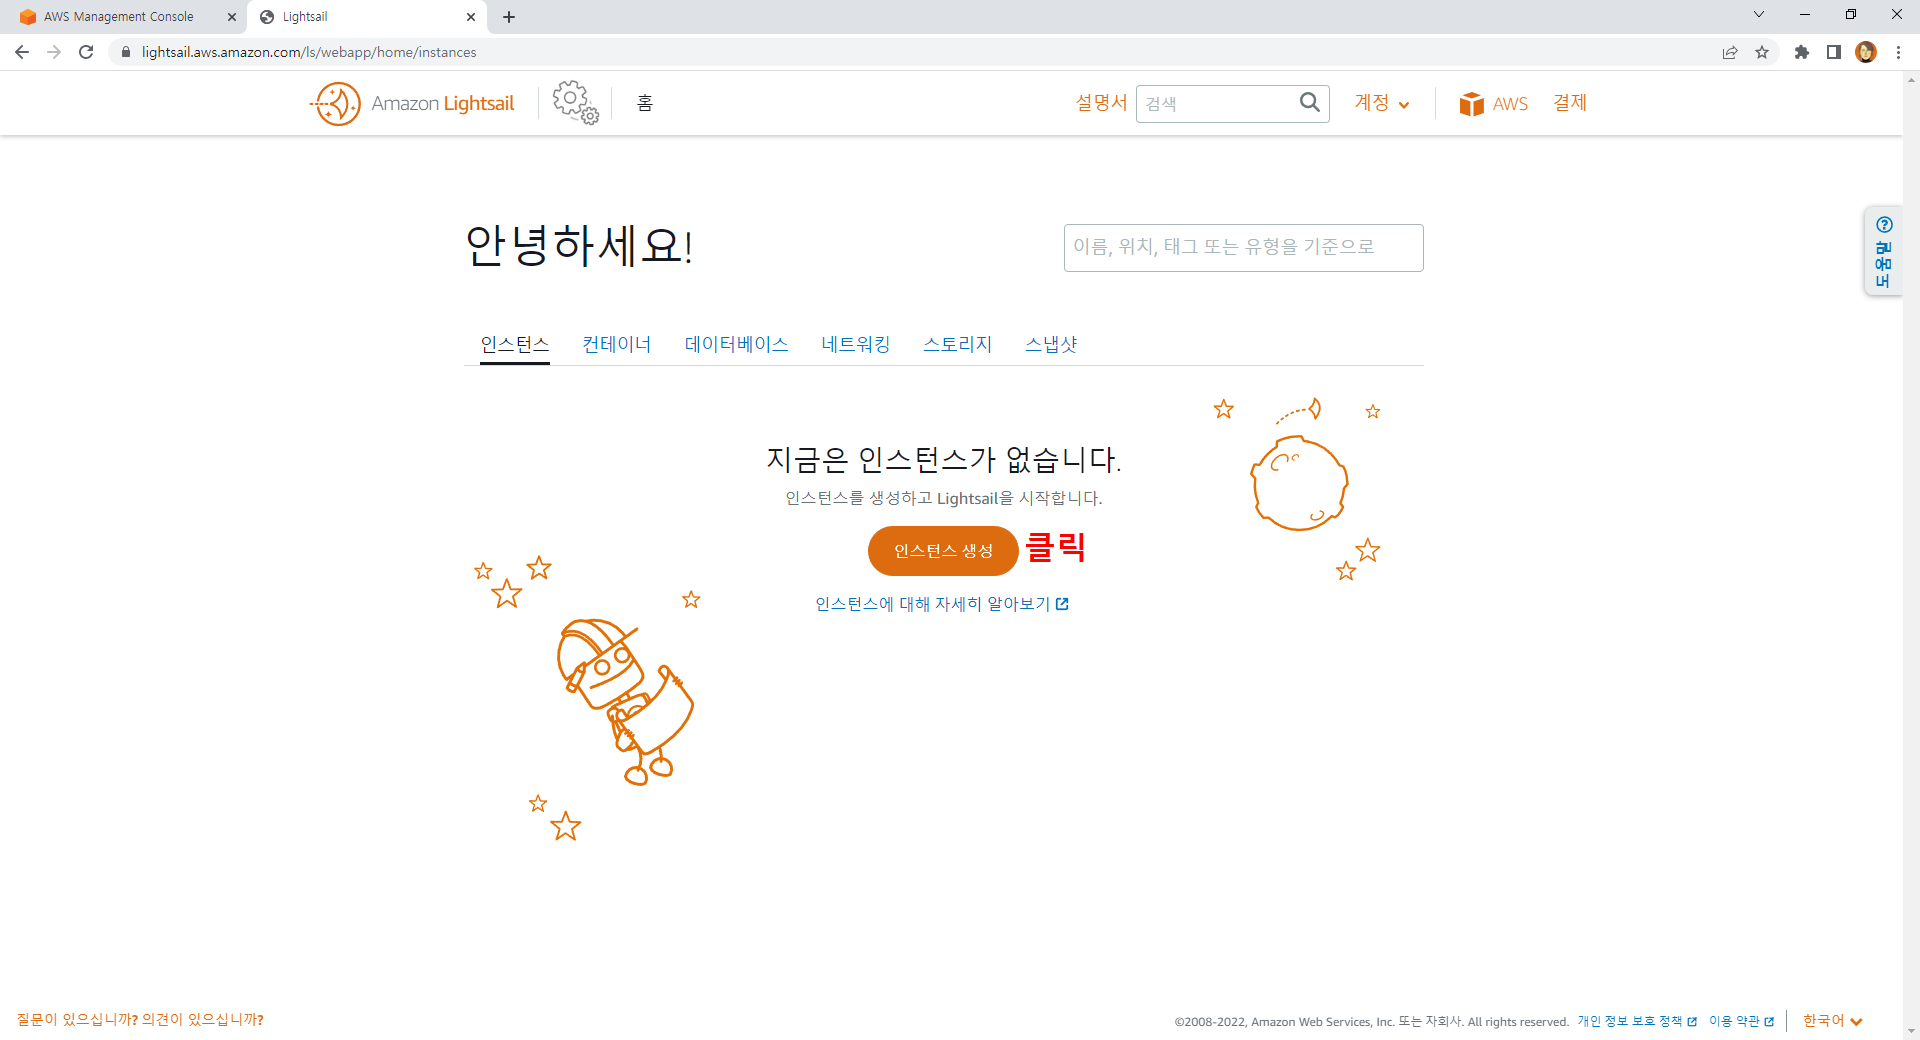 AWS Management Console
Lightsail
lightsail.aws.amazon.com/ls/webapp/home/instances
Amazon Lightsail
홈
설명서
검색
계정
AWS
결제
도움말
안녕하세요!
이름, 위치, 태그 또는 유형을 기준으로
인스턴스 컨테이너 데이터베이스 네트워킹 스토리지 스냅샷
지금은 인스턴스가 없습니다.
인스턴스를 생성하고 Lightsail을 시작합니다.
인스턴스 생성 클릭
인스턴스에 대해 자세히 알아보기
질문이 있으십니까? 의견이 있으십니까?
©2008-2022, Amazon Web Services, Inc. 또는 자회사. All rights reserved. 개인 정보 보호 정책 이용 약관 한국어